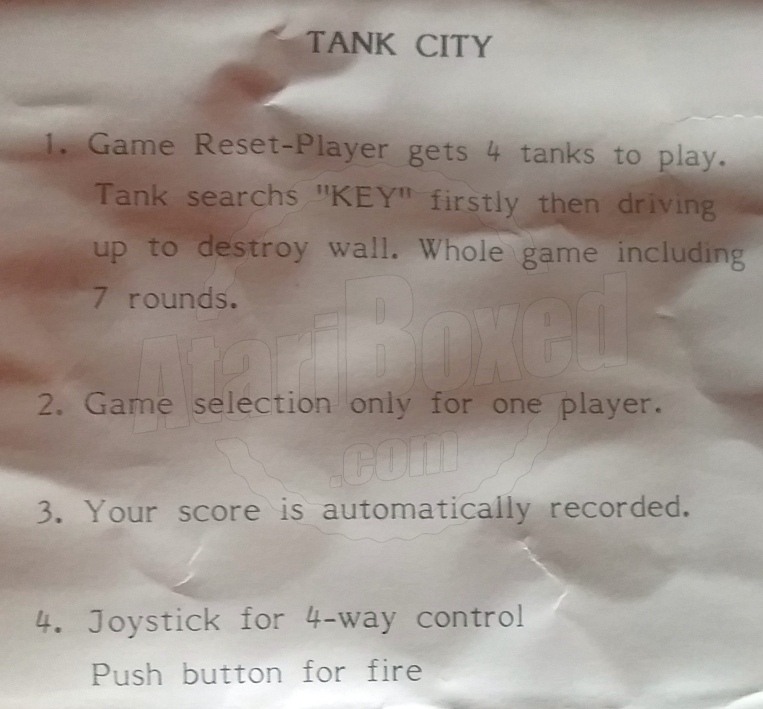 TANK CITY
1. Game Reset-Player gets 4 tanks to play.
Tank searchs "KEY" firstly then driving
up to destroy wall. Whole game including
7 rounds.
AtariBoxed
.com
2. Game selection only for one player.
3. Your score is automatically recorded.
4. Joystick for 4-way control
Push button for fire